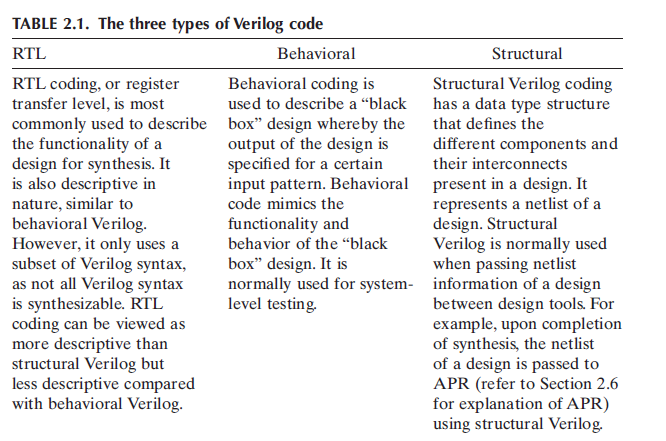 TABLE 2.1. The three types of Verilog code
RTL
Behavioral
Structural
RTL coding, or register
transfer level, is most
commonly used to describe
the functionality of a
design for synthesis. It
is also descriptive in
nature, similar to
behavioral Verilog.
However, it only uses a
subset of Verilog syntax,
as not all Verilog syntax
is synthesizable. RTL
coding can be viewed as
more descriptive than
structural Verilog but
less descriptive compared
with behavioral Verilog.
Behavioral coding is
used to describe a “black
box” design whereby the
output of the design is
specified for a certain
input pattern. Behavioral
code mimics the
functionality and
behavior of the “black
box” design. It is
normally used for system-
level testing.
Structural Verilog coding
has a data type structure
that defines the
different components and
their interconnects
present in a design. It
represents a netlist of a
design. Structural
Verilog is normally used
when passing netlist
information of a design
between design tools. For
example, upon completion
of synthesis, the netlist
of a design is passed to
APR (refer to Section 2.6
for explanation of APR)
using structural Verilog.